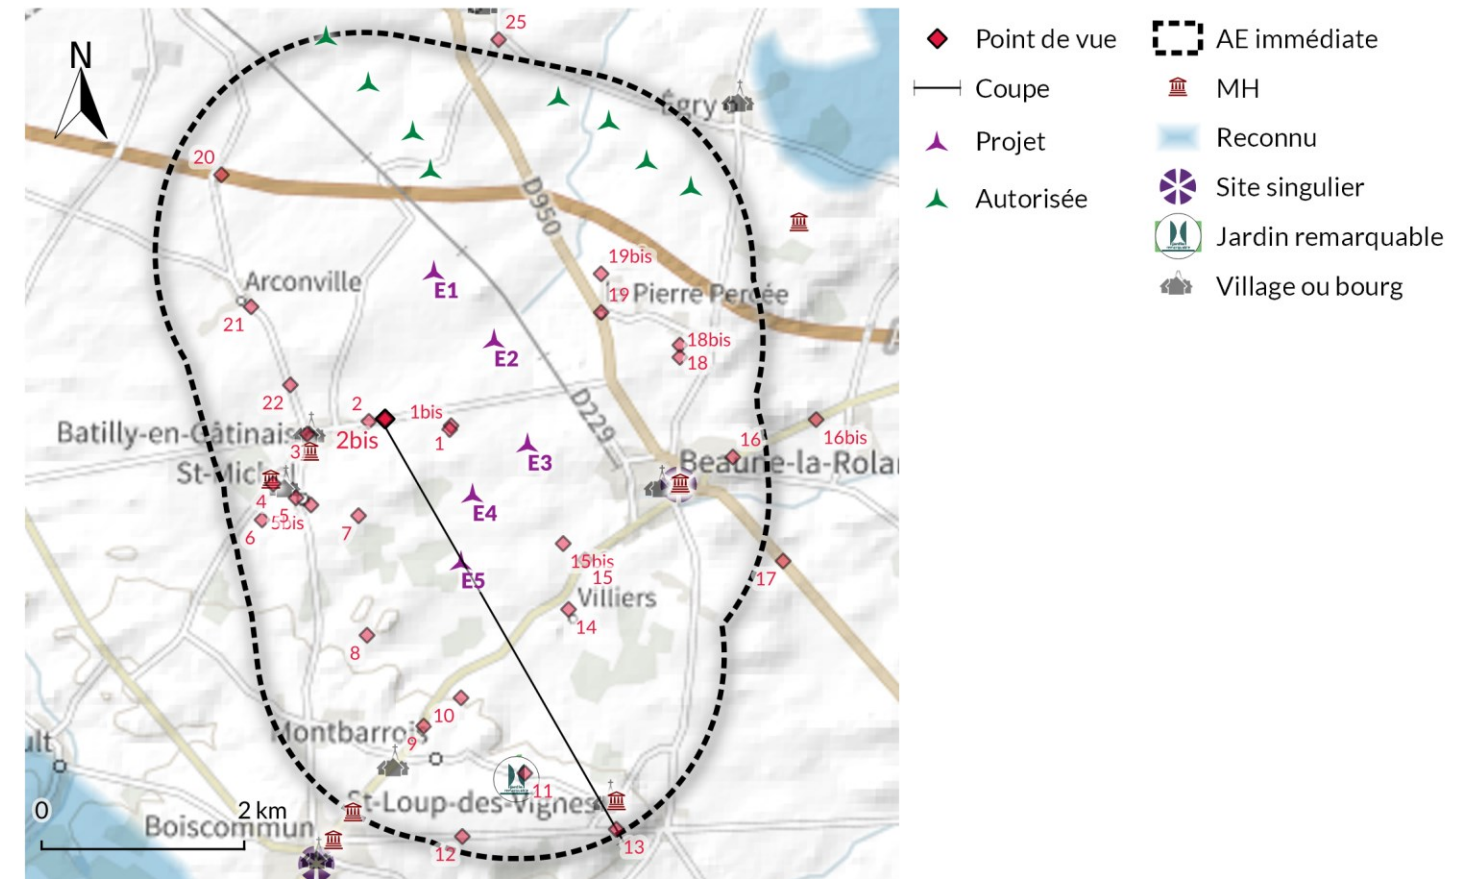 25
N
Égry
20
D950
19bis
Arconville
E1
19
Pierre Percée
21
18bis
E2
18
22
2
1bis
D229
Batilly-en-Câtinais
2bis
1
16
16bis
3
E3
Beaune-la-Rolan
St-Michel
4
5
5bis
E4
6
7
15bis
E5
15
17
Villiers
14
8
10
Montbarrois
9
ult
11
0
2 km
St-Loup-des-Vignes
Boiscommun
12
13
Point de vue
Coupe
Projet
Autorisée
AE immédiate
MH
Reconnu
Site singulier
Jardin remarquable
Village ou bourg